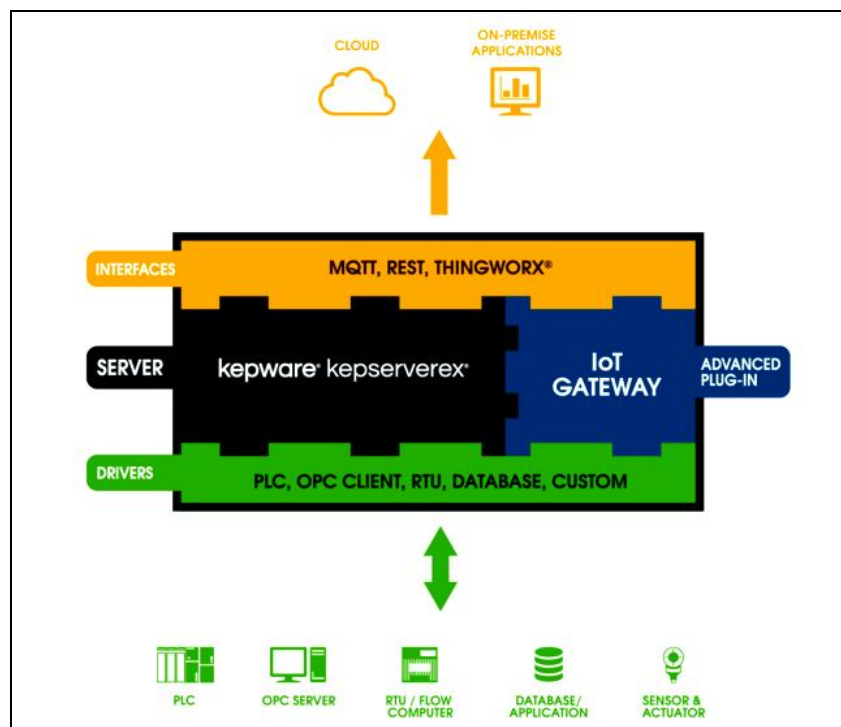 CLOUD
ON-PREMISE
APPLICATIONS
INTERFACES
MQTT, REST, THINGWORX®
SERVER
kepware® kepserverex®
IoT
GATEWAY
ADVANCED
PLUG-IN
DRIVERS
PLC, OPC CLIENT, RTU, DATABASE, CUSTOM
PLC
OPC SERVER
RTU / FLOW
COMPUTER
DATABASE/
APPLICATION
SENSOR &
ACTUATOR